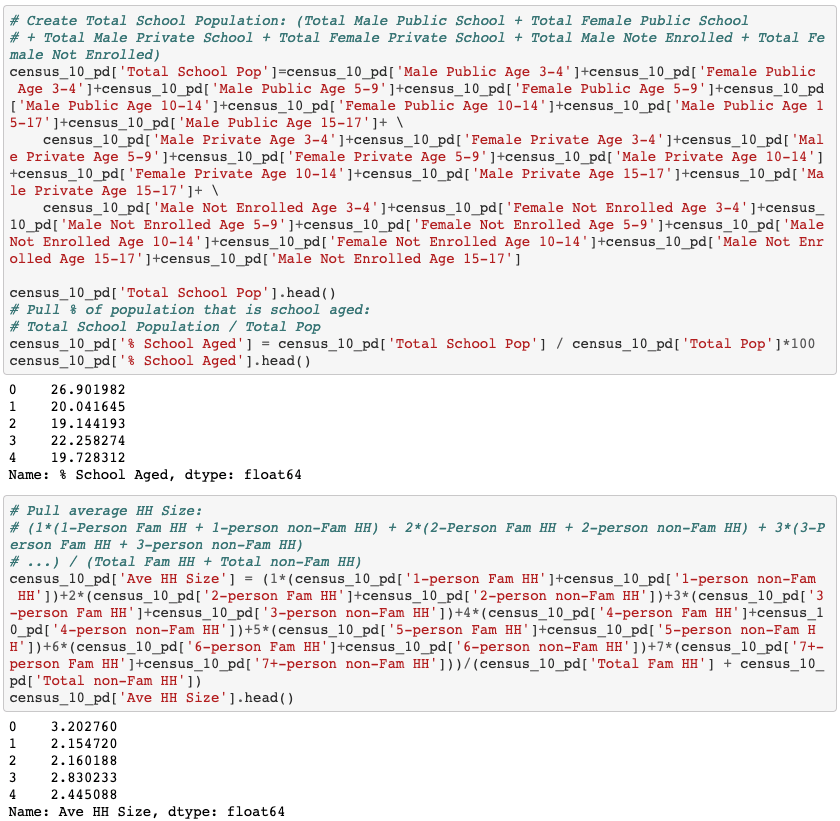 # Create Total School Population: (Total Male Public School + Total Female Public School
# + Total Male Private School + Total Female Private School + Total Male Note Enrolled + Total Fe
male Not Enrolled)
census_10_pd['Total School Pop']=census_10_pd['Male Public Age 3-4']+census_10_pd['Female Public
 Age 3-4']+census_10_pd['Male Public Age 5-9']+census_10_pd['Female Public Age 5-9']+census_10_pd
['Male Public Age 10-14']+census_10_pd['Female Public Age 10-14']+census_10_pd['Male Public Age 1
5-17']+census_10_pd['Male Public Age 15-17']+ \
    census_10_pd['Male Private Age 3-4']+census_10_pd['Female Private Age 3-4']+census_10_pd['Mal
e Private Age 5-9']+census_10_pd['Female Private Age 5-9']+census_10_pd['Male Private Age 10-14']
+census_10_pd['Female Private Age 10-14']+census_10_pd['Male Private Age 15-17']+census_10_pd['Ma
le Private Age 15-17']+ \
    census_10_pd['Male Not Enrolled Age 3-4']+census_10_pd['Female Not Enrolled Age 3-4']+census_
10_pd['Male Not Enrolled Age 5-9']+census_10_pd['Female Not Enrolled Age 5-9']+census_10_pd['Male
Not Enrolled Age 10-14']+census_10_pd['Female Not Enrolled Age 10-14']+census_10_pd['Male Not Enr
olled Age 15-17']+census_10_pd['Male Not Enrolled Age 15-17']
census_10_pd['Total School Pop'].head()
# Pull % of population that is school aged:
# Total School Population / Total Pop
census_10_pd['% School Aged'] = census_10_pd['Total School Pop'] / census_10_pd['Total Pop']*100
census_10_pd['% School Aged'].head()
0    26.901982
1    20.041645
2    19.144193
3    22.258274
4    19.728312
Name: % School Aged, dtype: float64
# Pull average HH Size:
# (1*(1-Person Fam HH + 1-person non-Fam HH) + 2*(2-Person Fam HH + 2-person non-Fam HH) + 3*(3-P
erson Fam HH + 3-person non-Fam HH)
# ...) / (Total Fam HH + Total non-Fam HH)
census_10_pd['Ave HH Size'] = (1*(census_10_pd['1-person Fam HH']+census_10_pd['1-person non-Fam
 HH'])+2*(census_10_pd['2-person Fam HH']+census_10_pd['2-person non-Fam HH'])+3*(census_10_pd['3
-person Fam HH']+census_10_pd['3-person non-Fam HH'])+4*(census_10_pd['4-person Fam HH']+census_1
0_pd['4-person non-Fam HH'])+5*(census_10_pd['5-person Fam HH']+census_10_pd['5-person non-Fam H
H'])+6*(census_10_pd['6-person Fam HH']+census_10_pd['6-person non-Fam HH'])+7*(census_10_pd['7+-
person Fam HH']+census_10_pd['7+-person non-Fam HH']))/(census_10_pd['Total Fam HH'] + census_10_
pd['Total non-Fam HH'])
census_10_pd['Ave HH Size'].head()
0    3.202760
1    2.154720
2    2.160188
3    2.830233
4    2.445088
Name: Ave HH Size, dtype: float64